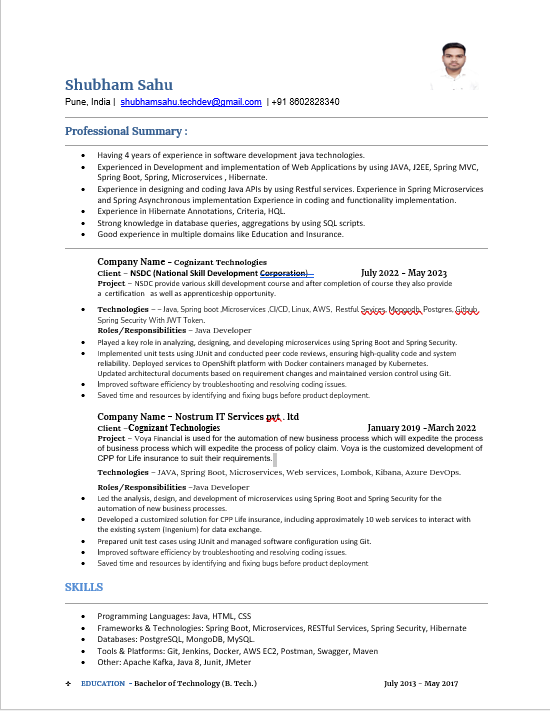 Shubham Sahu
Pune, India | shubhamsahu.techdev@gmail.com | +91 8602828340
Professional Summary :
• Having 4 years of experience in software development java technologies.
• Experienced in Development and implementation of Web Applications by using JAVA, J2EE, Spring MVC,
Spring Boot, Spring, Microservices , Hibernate.
• Experience in designing and coding Java APIs by using Restful services. Experience in Spring Microservices
and Spring Asynchronous implementation Experience in coding and functionality implementation.
• Experience in Hibernate Annotations, Criteria, HQL.
• Strong knowledge in database queries, aggregations by using SQL scripts.
• Good experience in multiple domains like Education and Insurance.
Company Name – Cognizant Technologies
Client – NSDC (National Skill Development Corporation) July 2022 – May 2023
Project – NSDC provide various skill development course and after completion of course they also provide
a certification as well as apprenticeship opportunity.
• Technologies – – Java, Spring boot ,Microservices ,CI/CD, Linux, AWS, Restful Sevices, Mongodb, Postgres, Github,
Spring Security With JWT Token.
Roles/Responsibilities – Java Developer
• Played a key role in analyzing, designing, and developing microservices using Spring Boot and Spring Security.
• Implemented unit tests using JUnit and conducted peer code reviews, ensuring high-quality code and system
reliability. Deployed services to OpenShift platform with Docker containers managed by Kubernetes.
Updated architectural documents based on requirement changes and maintained version control using Git.
• Improved software efficiency by troubleshooting and resolving coding issues.
• Saved time and resources by identifying and fixing bugs before product deployment.
Company Name – Nostrum IT Services pvt . ltd
Client –Cognizant Technologies January 2019 –March 2022
Project – Voya Financial is used for the automation of new business process which will expedite the process
of business process which will expedite the process of policy claim. Voya is the customized development of
CPP for Life insurance to suit their requirements.
Technologies – JAVA, Spring Boot, Microservices, Web services, Lombok, Kibana, Azure DevOps.
Roles/Responsibilities –Java Developer
• Led the analysis, design, and development of microservices using Spring Boot and Spring Security for the
automation of new business processes.
• Developed a customized solution for CPP Life insurance, including approximately 10 web services to interact with
the existing system (Ingenium) for data exchange.
• Prepared unit test cases using JUnit and managed software configuration using Git.
• Improved software efficiency by troubleshooting and resolving coding issues.
• Saved time and resources by identifying and fixing bugs before product deployment
SKILLS
• Programming Languages: Java, HTML, CSS
• Frameworks & Technologies: Spring Boot, Microservices, RESTful Services, Spring Security, Hibernate
• Databases: PostgreSQL, MongoDB, MySQL.
• Tools & Platforms: Git, Jenkins, Docker, AWS EC2, Postman, Swagger, Maven
• Other: Apache Kafka, Java 8, Junit, JMeter
❖ EDUCATION - Bachelor of Technology (B. Tech.) July 2013 – May 2017